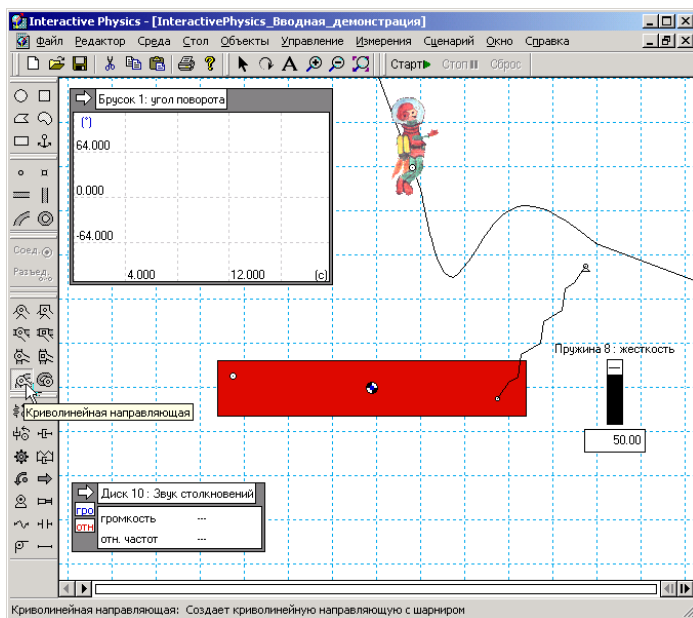 Interactive Physics - [InteractivePhysics_Вводная_демонстрация]
Файл Редактор Среда Стол Объекты Управление Измерения Сценарий Окно Справка
A Старт Стоп Сброс
Брусок 1: угол поворота
(°)
64.000
0.000
-64.000
4.000 12.000 (с)
Соед.
Разъед.
Пружина 8 : жесткость
50.00
Криволинейная направляющая
Диск 10 : Звук столкновений
гро
громкость ---
отн
отн. частот ---
Криволинейная направляющая: Создает криволинейную направляющую с шарниром